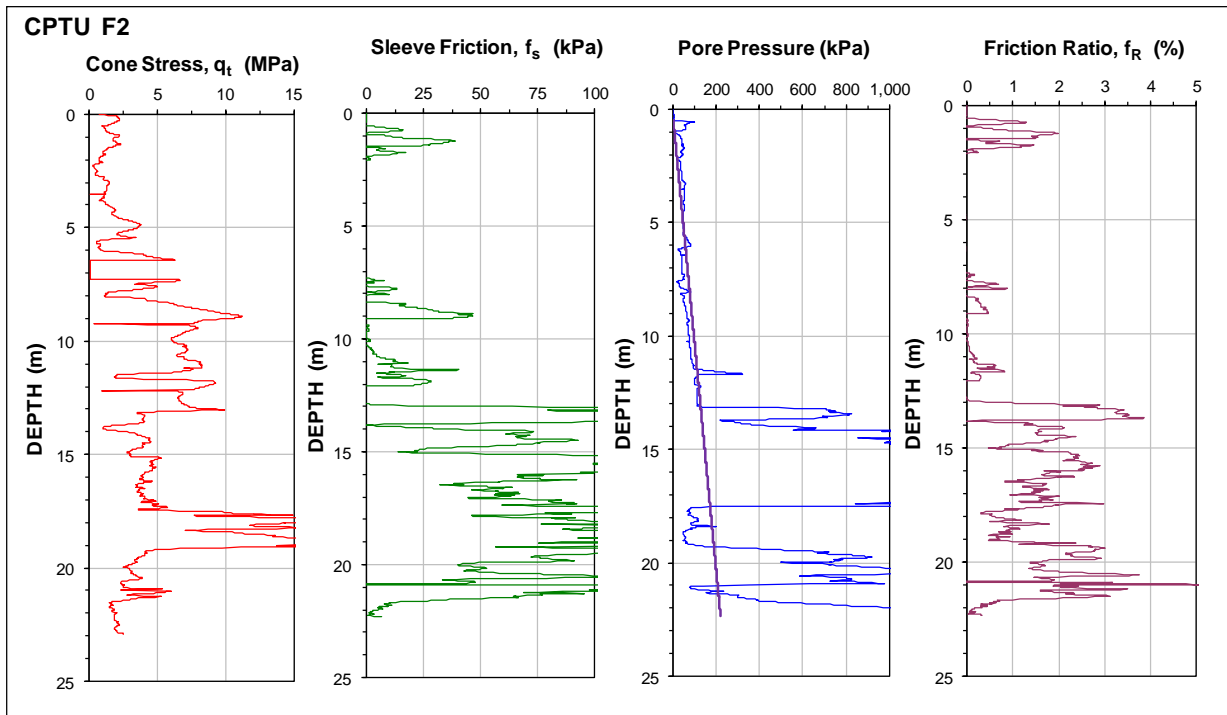 CPTU F2
Cone Stress, qt (MPa)
0 5 10 15
0
5
10
15
20
25
DEPTH (m)
Sleeve Friction, fs (kPa)
0 25 50 75 100
0
5
10
15
20
25
DEPTH (m)
Pore Pressure (kPa)
0 200 400 600 800 1,000
0
5
10
15
20
25
DEPTH (m)
Friction Ratio, fR (%)
0 1 2 3 4 5
0
5
10
15
20
25
DEPTH (m)